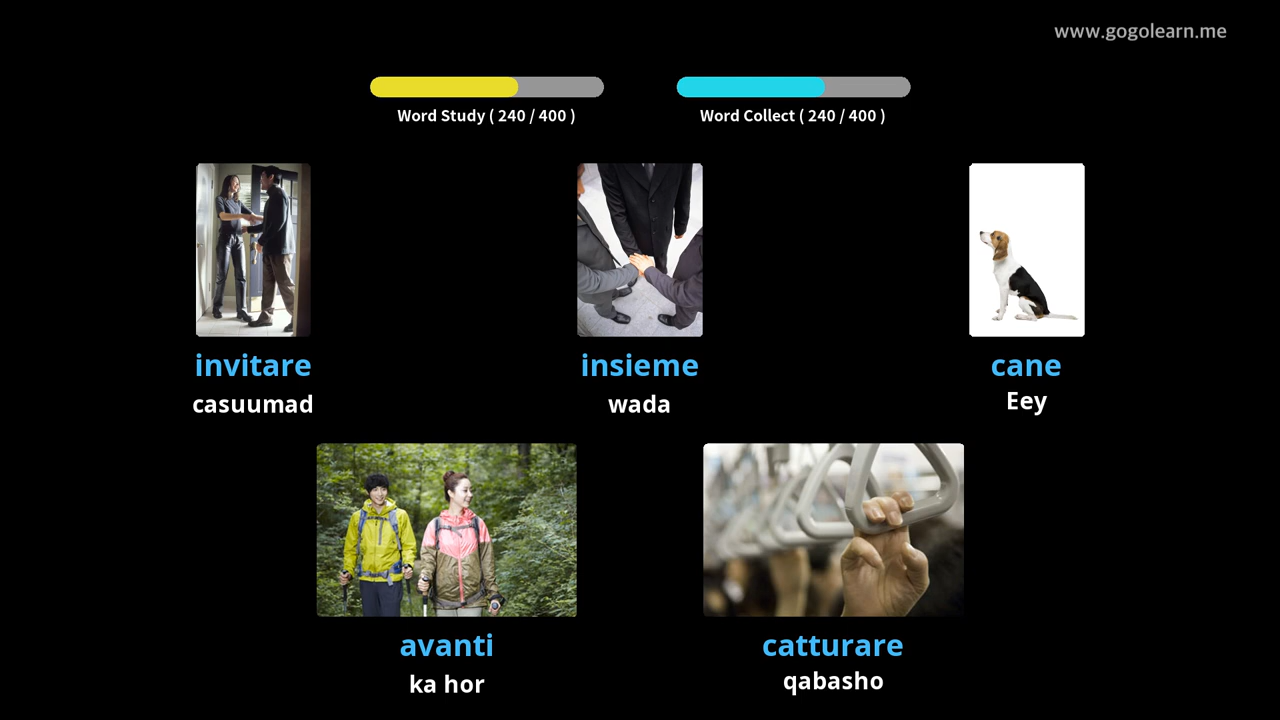 www.gogolearn.me
Word Study ( 240 / 400 )
Word Collect ( 240 / 400 )
invitare
casuumad
insieme
wada
cane
Eey
avanti
ka hor
catturare
qabasho